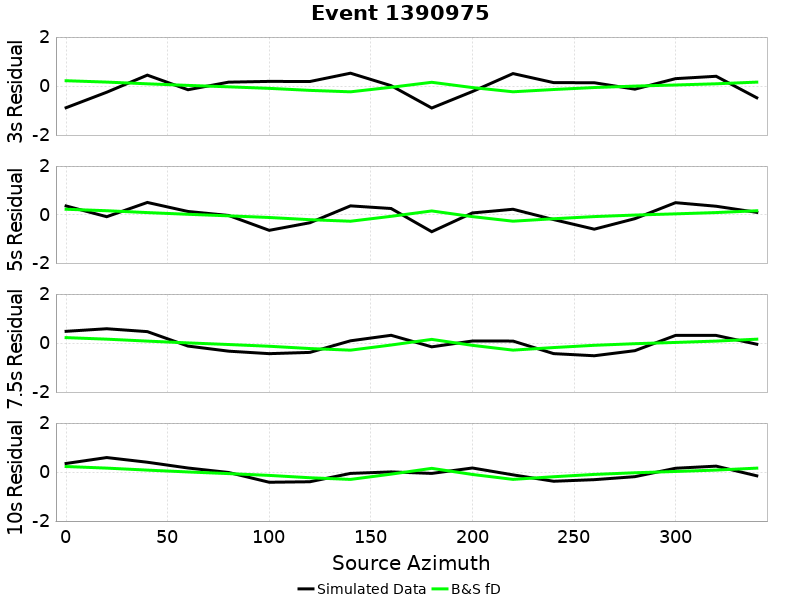 Event 1390975
3s Residual
2
0
-2
5s Residual
2
0
-2
7.5s Residual
2
0
-2
10s Residual
2
0
-2
0 50 100 150 200 250 300
Source Azimuth
Simulated Data B&S fD